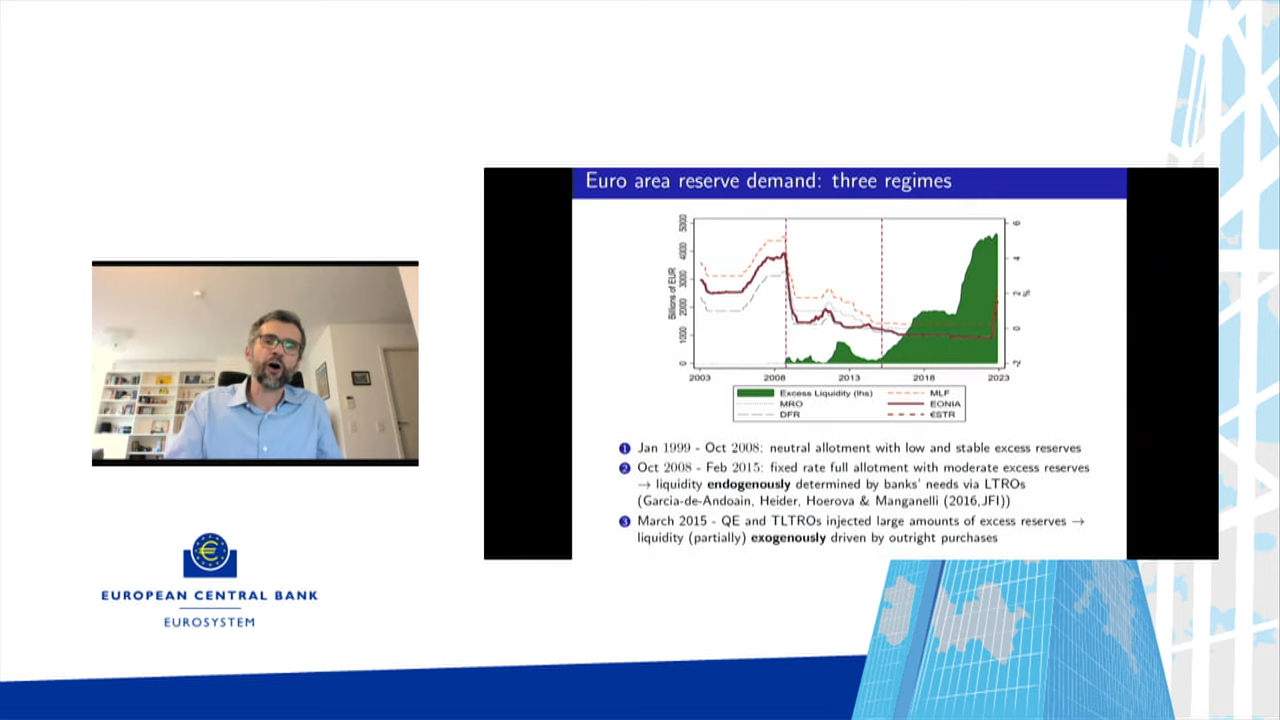 Euro area reserve demand: three regimes
5000
4000
3000
2000
1000
0
Billions of EUR
6
4
2
0
-2
%
2003
2008
2013
2018
2023
Excess Liquidity (lhs)
MLF
MRO
EONIA
DFR
€STR
1 Jan 1999 - Oct 2008: neutral allotment with low and stable excess reserves
2 Oct 2008 - Feb 2015: fixed rate full allotment with moderate excess reserves
→ liquidity endogenously determined by banks' needs via LTROs
(Garcia-de-Andoain, Heider, Hoerova & Manganelli (2016,JFI))
3 March 2015 - QE and TLTROs injected large amounts of excess reserves →
liquidity (partially) exogenously driven by outright purchases
EUROPEAN CENTRAL BANK
EUROSYSTEM